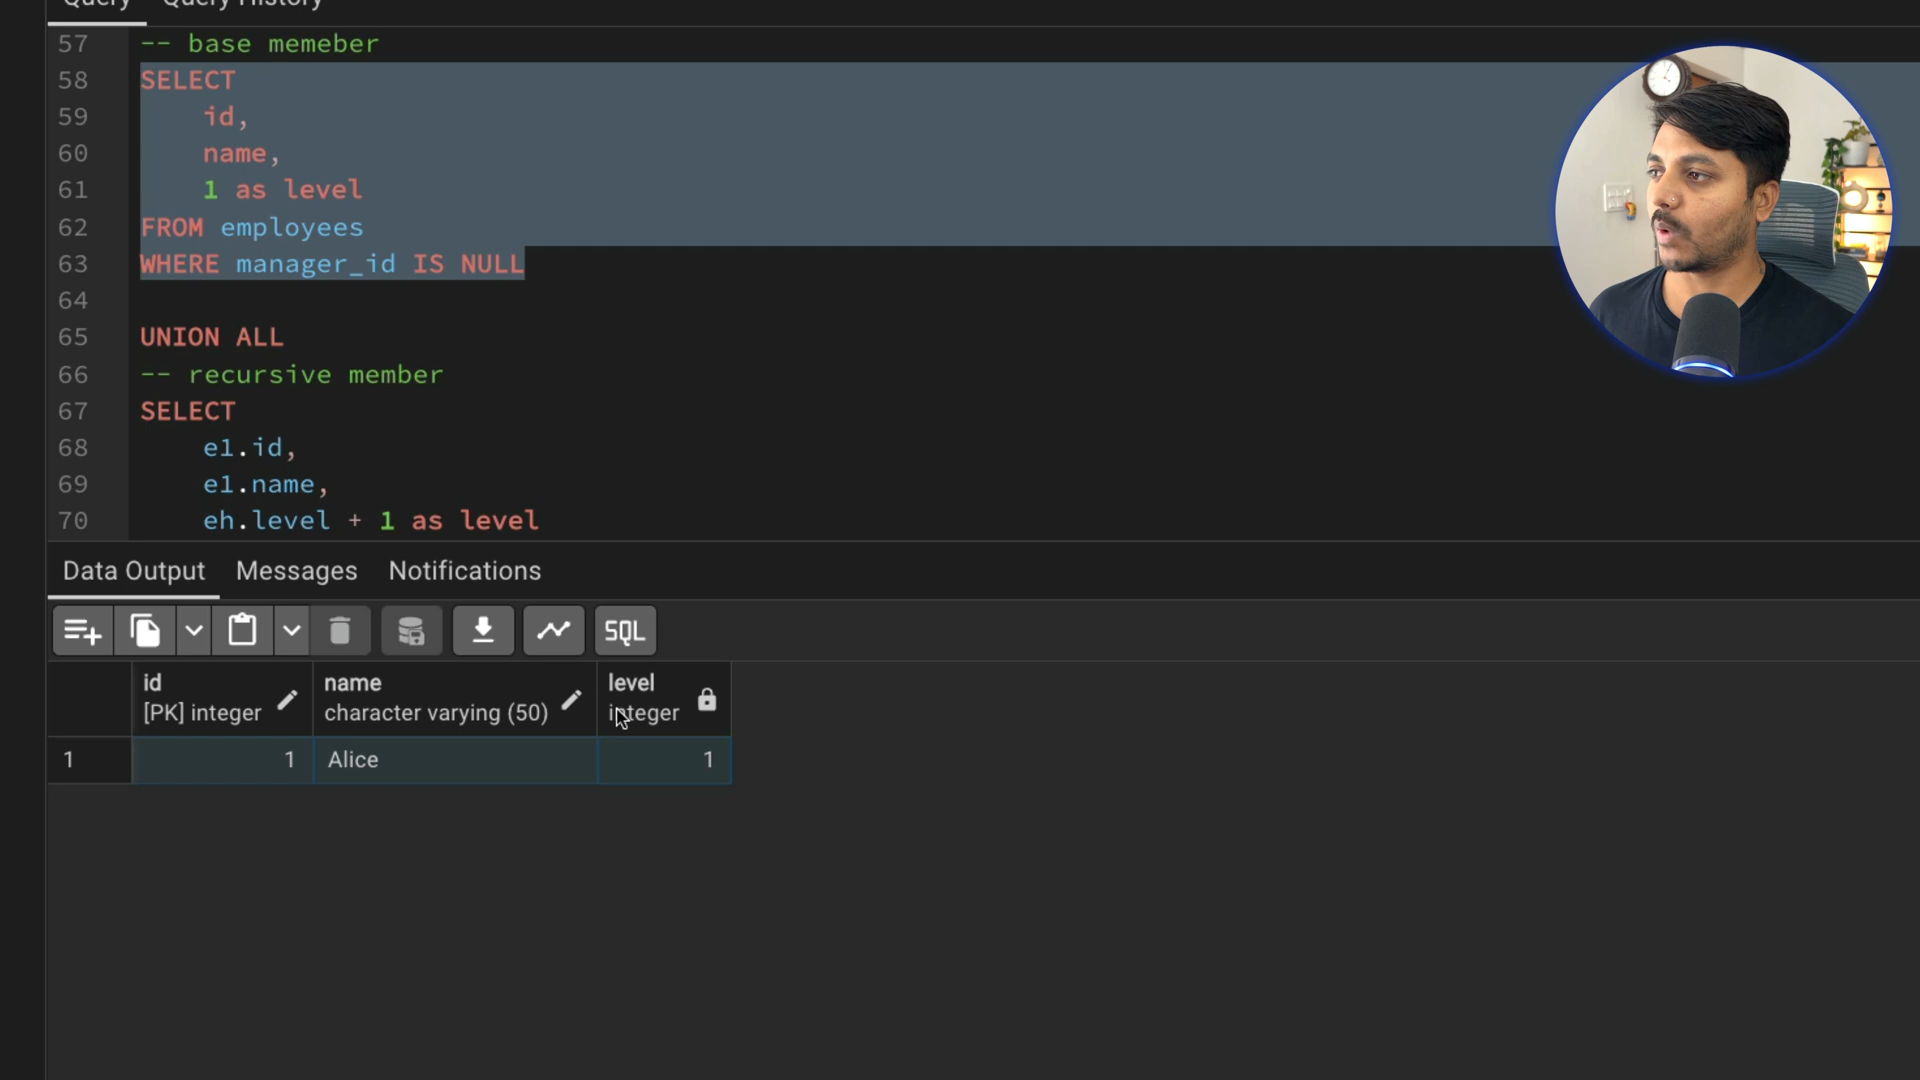 Query Query History
57 -- base memeber
58 SELECT
59 id,
60 name,
61 1 as level
62 FROM employees
63 WHERE manager_id IS NULL
64
65 UNION ALL
66 -- recursive member
67 SELECT
68 e1.id,
69 e1.name,
70 eh.level + 1 as level
Data Output Messages Notifications
SQL
id name level
[PK] integer character varying (50) integer
1 1 Alice 1